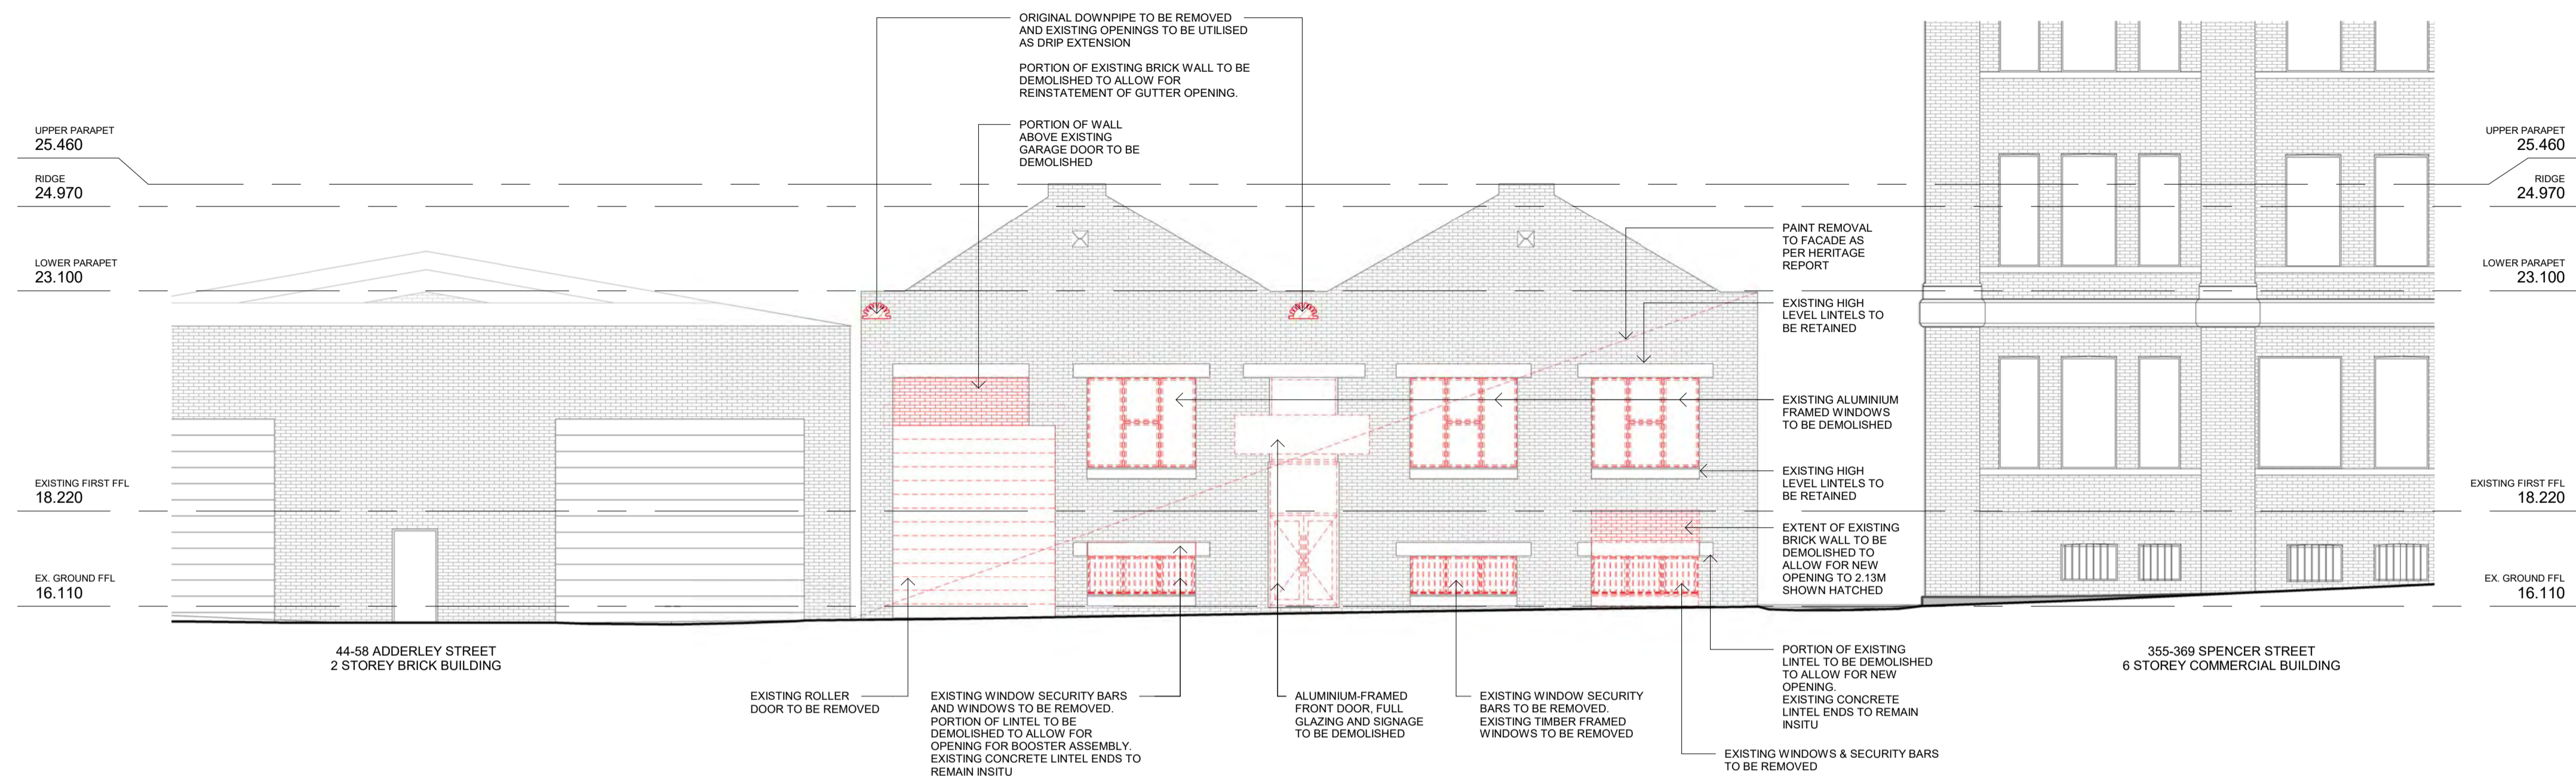 ORIGINAL DOWNPIPE TO BE REMOVED
AND EXISTING OPENINGS TO BE UTILISED
AS DRIP EXTENSION
PORTION OF EXISTING BRICK WALL TO BE
DEMOLISHED TO ALLOW FOR
REINSTATEMENT OF GUTTER OPENING.
PORTION OF WALL
ABOVE EXISTING
GARAGE DOOR TO BE
DEMOLISHED
UPPER PARAPET
25.460
RIDGE
24.970
LOWER PARAPET
23.100
EXISTING FIRST FFL
18.220
EX. GROUND FFL
16.110
PAINT REMOVAL
TO FACADE AS
PER HERITAGE
REPORT
EXISTING HIGH
LEVEL LINTELS TO
BE RETAINED
EXISTING ALUMINIUM
FRAMED WINDOWS
TO BE DEMOLISHED
EXISTING HIGH
LEVEL LINTELS TO
BE RETAINED
EXTENT OF EXISTING
BRICK WALL TO BE
DEMOLISHED TO
ALLOW FOR NEW
OPENING TO 2.13M
SHOWN HATCHED
UPPER PARAPET
25.460
RIDGE
24.970
LOWER PARAPET
23.100
EXISTING FIRST FFL
18.220
EX. GROUND FFL
16.110
44-58 ADDERLEY STREET
2 STOREY BRICK BUILDING
EXISTING ROLLER
DOOR TO BE REMOVED
EXISTING WINDOW SECURITY BARS
AND WINDOWS TO BE REMOVED.
PORTION OF LINTEL TO BE
DEMOLISHED TO ALLOW FOR
OPENING FOR BOOSTER ASSEMBLY.
EXISTING CONCRETE LINTEL ENDS TO
REMAIN INSITU
ALUMINIUM-FRAMED
FRONT DOOR, FULL
GLAZING AND SIGNAGE
TO BE DEMOLISHED
EXISTING WINDOW SECURITY
BARS TO BE REMOVED.
EXISTING TIMBER FRAMED
WINDOWS TO BE REMOVED
PORTION OF EXISTING
LINTEL TO BE DEMOLISHED
TO ALLOW FOR NEW
OPENING.
EXISTING CONCRETE
LINTEL ENDS TO REMAIN
INSITU
EXISTING WINDOWS & SECURITY BARS
TO BE REMOVED
355-369 SPENCER STREET
6 STOREY COMMERCIAL BUILDING